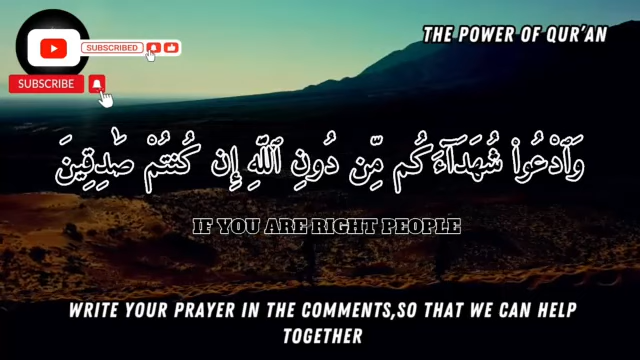 THE POWER OF QUR'AN
SUBSCRIBED
SUBSCRIBE
وَٱدْعُوا۟ شُهَدَآءَكُم مِّن دُونِ ٱللَّهِ إِن كُنتُمْ صَٰدِقِينَ
IF YOU ARE RIGHT PEOPLE
WRITE YOUR PRAYER IN THE COMMENTS,SO THAT WE CAN HELP
TOGETHER